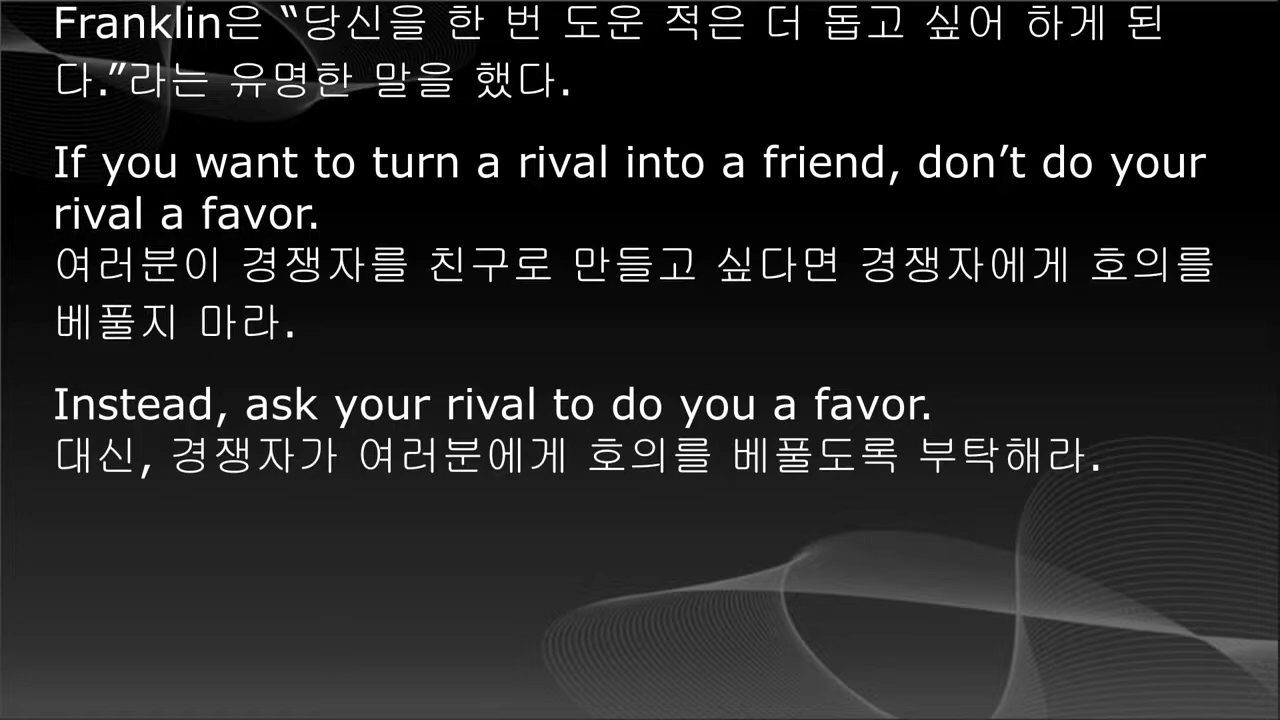 Franklin은 “당신을 한 번 도운 적은 더 돕고 싶어 하게 된
다.”라는 유명한 말을 했다.
If you want to turn a rival into a friend, don’t do your
rival a favor.
여러분이 경쟁자를 친구로 만들고 싶다면 경쟁자에게 호의를
베풀지 마라.
Instead, ask your rival to do you a favor.
대신, 경쟁자가 여러분에게 호의를 베풀도록 부탁해라.